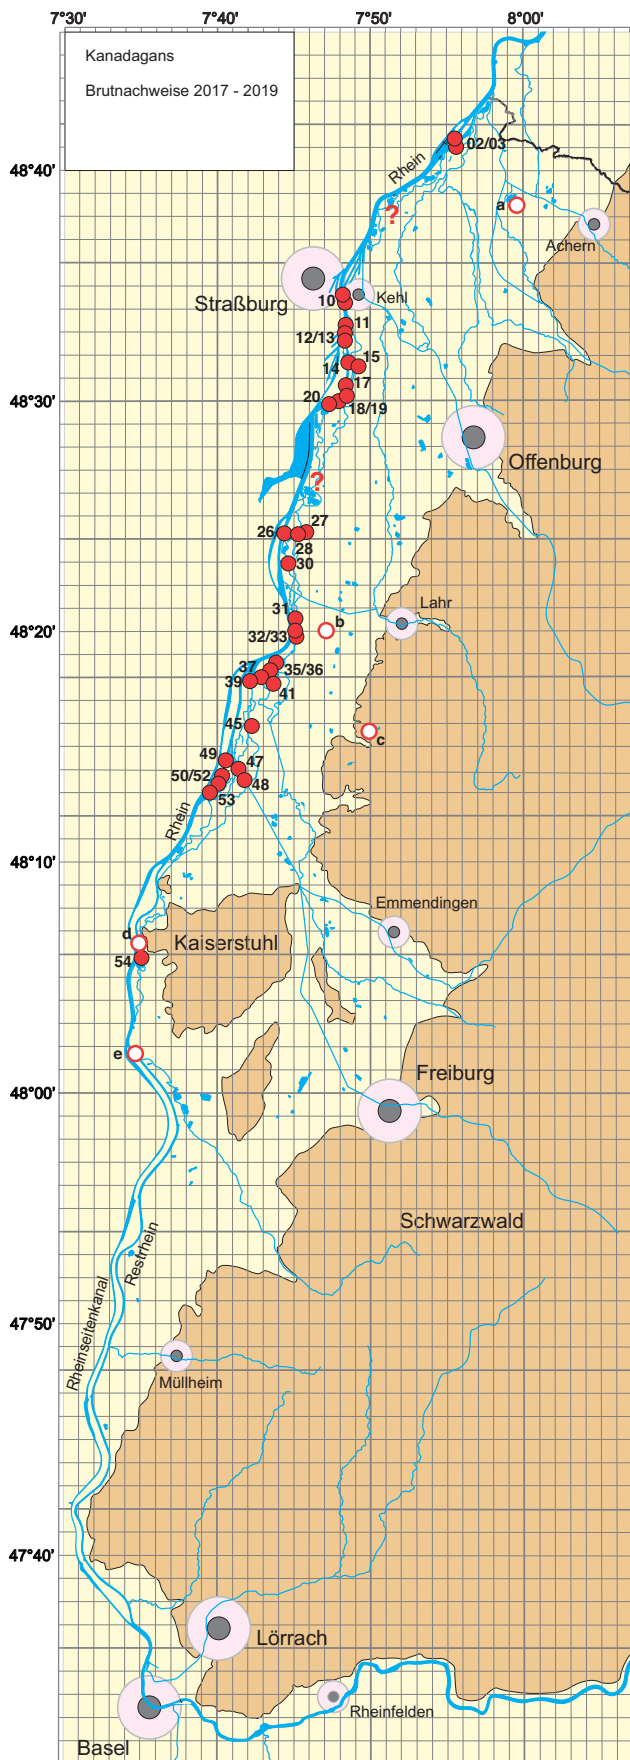 7°30' 7°40' 7°50' 8°00'
Kanadagans
Brutnachweise 2017 - 2019
02/03
Rhein
48°40'
a
?
Achern
Straßburg
10
Kehl
11
12/13
15
14
17
20
18/19
48°30'
Offenburg
?
27
26
28
30
Lahr
31
b
48°20'
32/33
37
35/36
39
41
45
c
49
47
50/52
48
53
Rhein
48°10'
Emmendingen
d
Kaiserstuhl
54
e
Freiburg
48°00'
Schwarzwald
Restrhein
Rheinseitenkanal
47°50'
Müllheim
47°40'
Lörrach
Rheinfelden
Basel